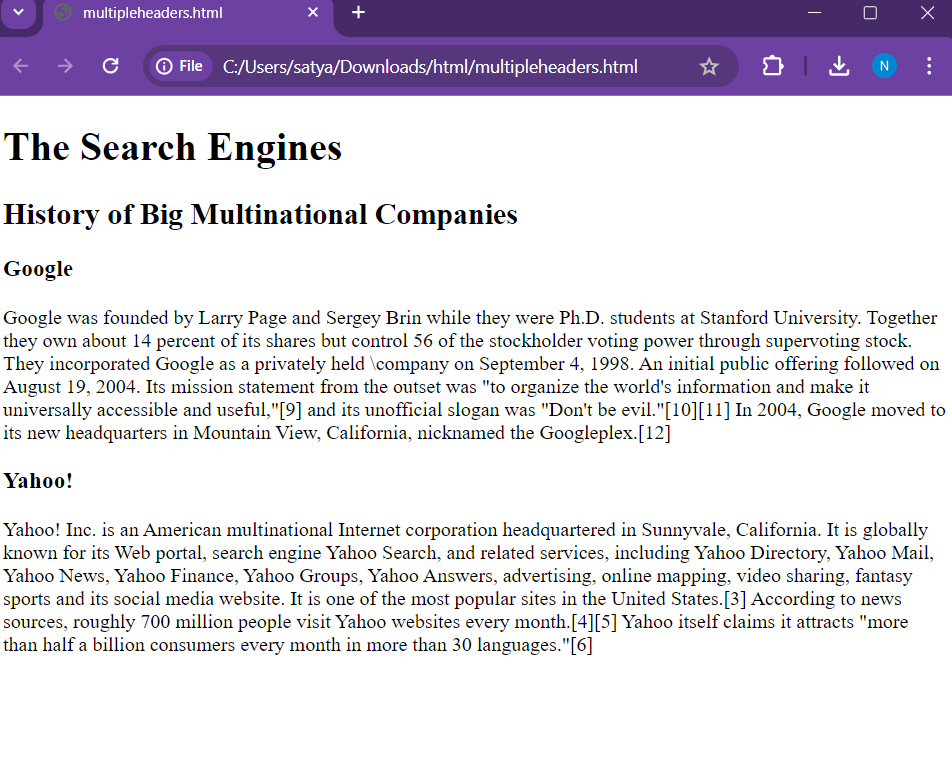 multipleheaders.html
File C:/Users/satya/Downloads/html/multipleheaders.html
N
The Search Engines
History of Big Multinational Companies
Google
Google was founded by Larry Page and Sergey Brin while they were Ph.D. students at Stanford University. Together
they own about 14 percent of its shares but control 56 of the stockholder voting power through supervoting stock.
They incorporated Google as a privately held \company on September 4, 1998. An initial public offering followed on
August 19, 2004. Its mission statement from the outset was "to organize the world's information and make it
universally accessible and useful,"[9] and its unofficial slogan was "Don't be evil."[10][11] In 2004, Google moved to
its new headquarters in Mountain View, California, nicknamed the Googleplex.[12]
Yahoo!
Yahoo! Inc. is an American multinational Internet corporation headquartered in Sunnyvale, California. It is globally
known for its Web portal, search engine Yahoo Search, and related services, including Yahoo Directory, Yahoo Mail,
Yahoo News, Yahoo Finance, Yahoo Groups, Yahoo Answers, advertising, online mapping, video sharing, fantasy
sports and its social media website. It is one of the most popular sites in the United States.[3] According to news
sources, roughly 700 million people visit Yahoo websites every month.[4][5] Yahoo itself claims it attracts "more
than half a billion consumers every month in more than 30 languages."[6]